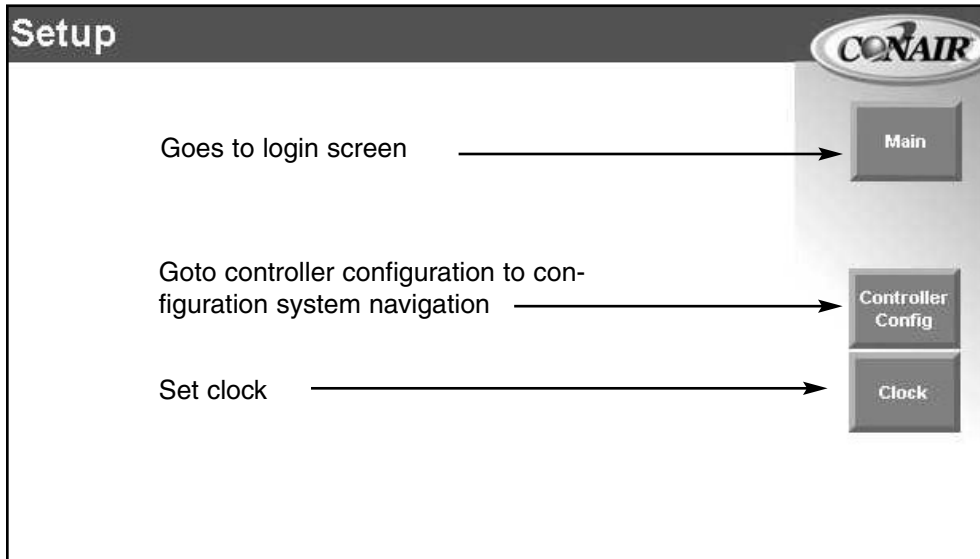 Setup
CONAIR
Goes to login screen
Main
Goto controller configuration to con-
figuration system navigation
Controller
Config
Set clock
Clock